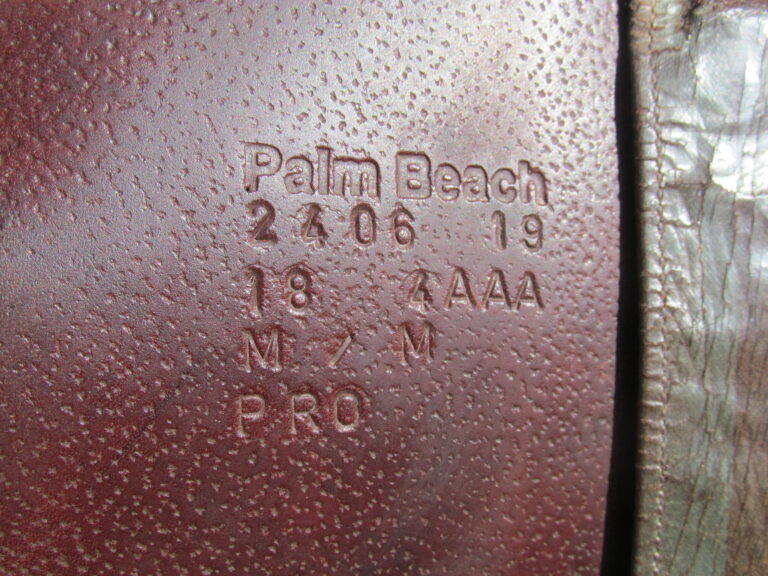 Palm Beach
2406 19
18 4AAA
M / M
PRO